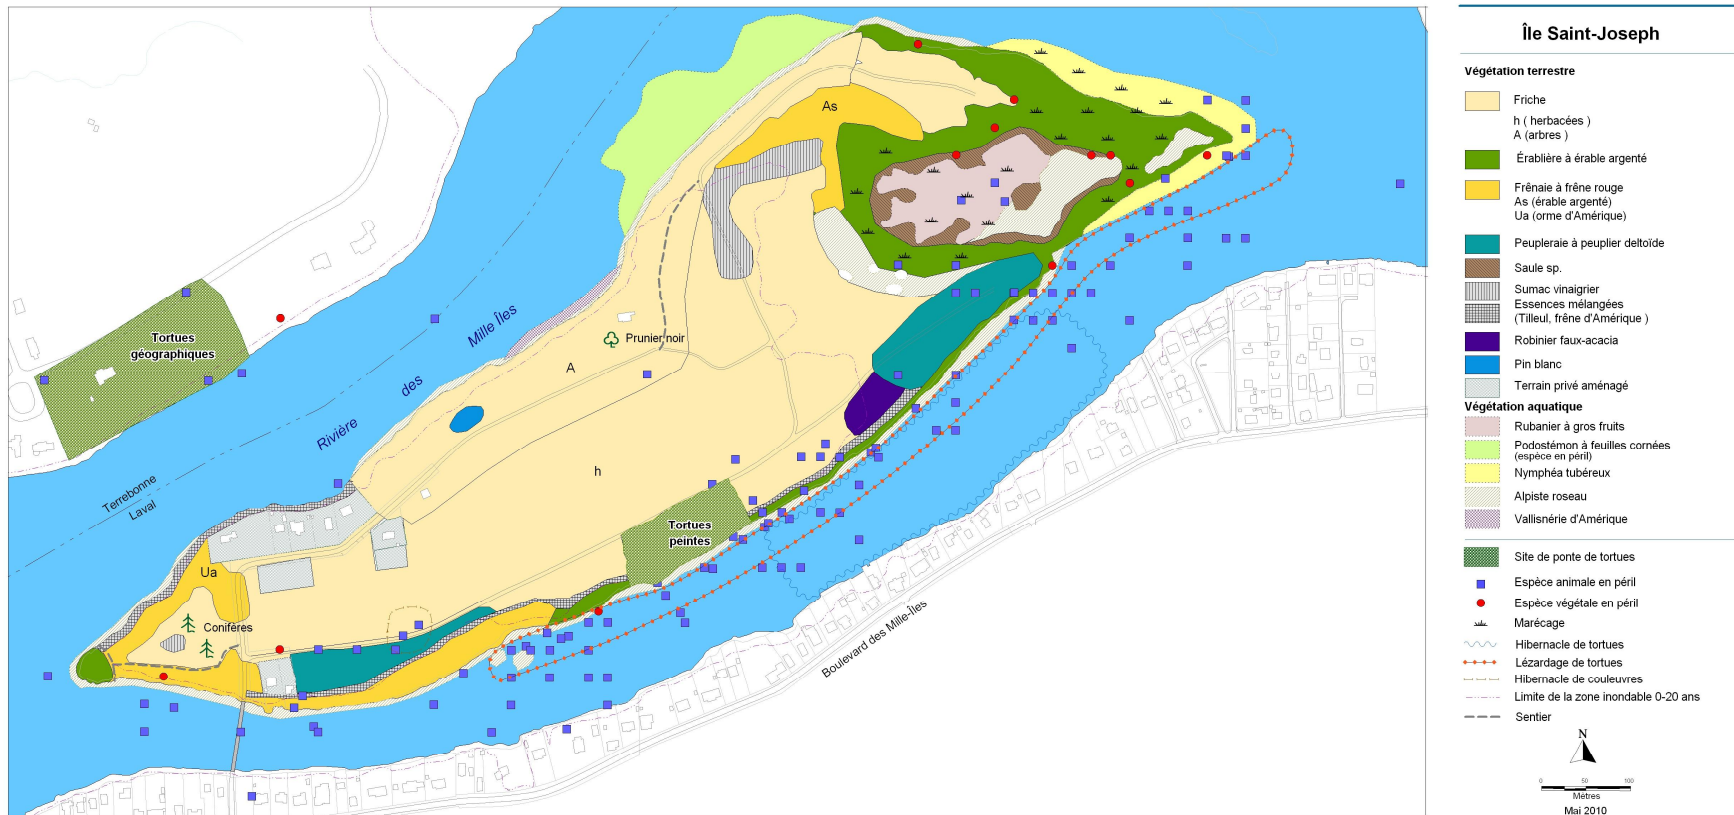 Île Saint-Joseph
Végétation terrestre
Friche
h ( herbacées )
A (arbres )
Érablière à érable argenté
Frênaie à frêne rouge
As (érable argenté)
Ua (orme d'Amérique)
Peupleraie à peuplier deltoïde
Saule sp.
Sumac vinaigrier
Essences mélangées
(Tilleul, frêne d'Amérique )
Robinier faux-acacia
Pin blanc
Terrain privé aménagé
Végétation aquatique
Rubanier à gros fruits
Podostémon à feuilles cornées
(espèce en péril)
Nymphéa tubéreux
Alpiste roseau
Vallisnérie d'Amérique
Site de ponte de tortues
Espèce animale en péril
Espèce végétale en péril
Marécage
Hibernacle de tortues
Lézardage de tortues
Hibernacle de couleuvres
Limite de la zone inondable 0-20 ans
Sentier
N
0 50 100
Mètres
Mai 2010
As
Tortues
géographiques
Rivière des Mille Îles
Prunier noir
A
h
Terrebonne
Laval
Tortues
peintes
Ua
Conifères
Boulevard des Mille-Îles